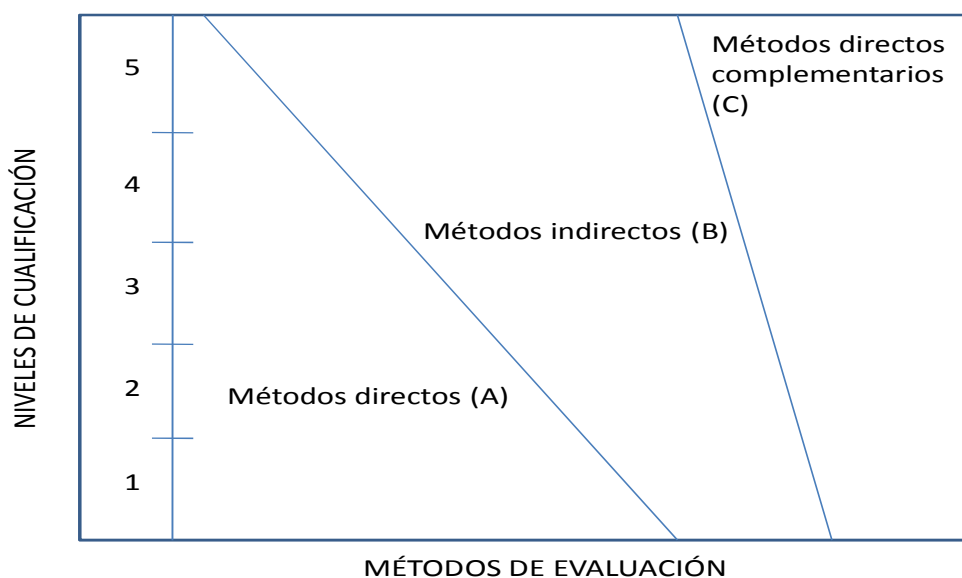 NIVELES DE CUALIFICACIÓN
5
4
3
2
1
Métodos directos
complementarios
(C)
Métodos indirectos (B)
Métodos directos (A)
MÉTODOS DE EVALUACIÓN